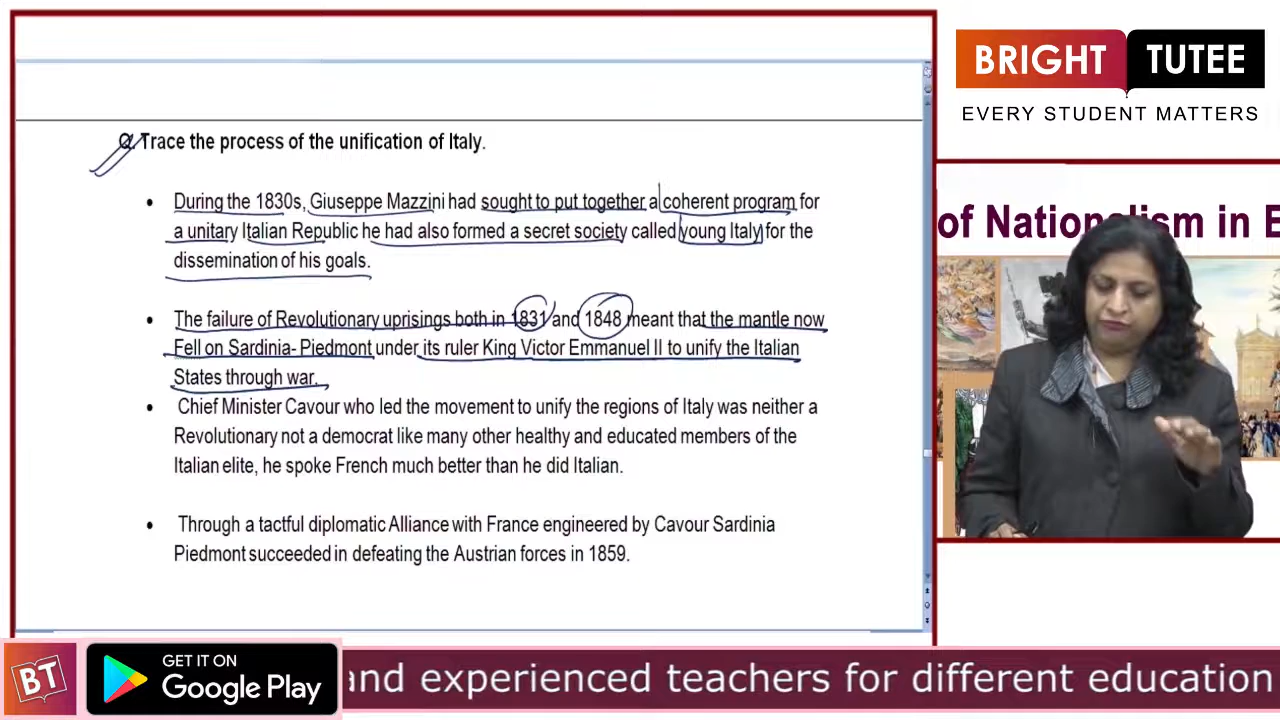 BRIGHT TUTEE
EVERY STUDENT MATTERS
Q. Trace the process of the unification of Italy.
• During the 1830s, Giuseppe Mazzini had sought to put together a coherent program for
a unitary Italian Republic he had also formed a secret society called young Italy for the
dissemination of his goals.
• The failure of Revolutionary uprisings both in 1831 and 1848 meant that the mantle now
Fell on Sardinia- Piedmont under its ruler King Victor Emmanuel II to unify the Italian
States through war.
• Chief Minister Cavour who led the movement to unify the regions of Italy was neither a
Revolutionary not a democrat like many other healthy and educated members of the
Italian elite, he spoke French much better than he did Italian.
• Through a tactful diplomatic Alliance with France engineered by Cavour Sardinia
Piedmont succeeded in defeating the Austrian forces in 1859.
of Nationalism in E
BT
GET IT ON
Google Play
and experienced teachers for different education